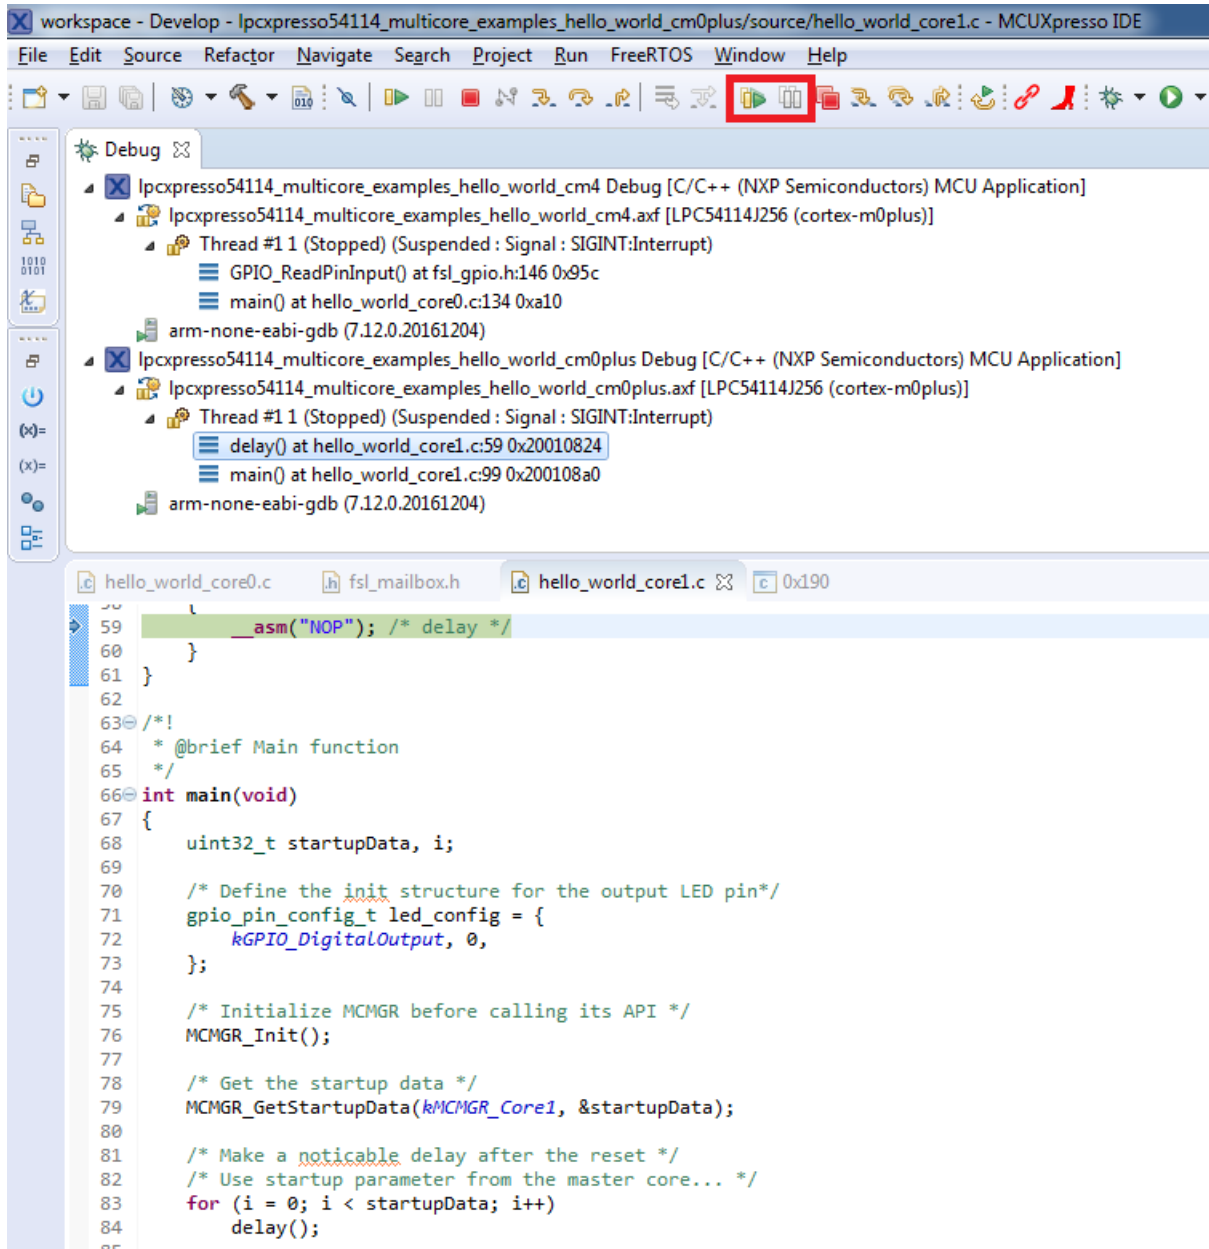 workspace - Develop - lpcxpresso54114_multicore_examples_hello_world_cm0plus/source/hello_world_core1.c - MCUXpresso IDE
File Edit Source Refactor Navigate Search Project Run FreeRTOS Window Help
Debug
lpcxpresso54114_multicore_examples_hello_world_cm4 Debug [C/C++ (NXP Semiconductors) MCU Application]
lpcxpresso54114_multicore_examples_hello_world_cm4.axf [LPC54114J256 (cortex-m0plus)]
Thread #1 1 (Stopped) (Suspended : Signal : SIGINT:Interrupt)
GPIO_ReadPinInput() at fsl_gpio.h:146 0x95c
main() at hello_world_core0.c:134 0xa10
arm-none-eabi-gdb (7.12.0.20161204)
lpcxpresso54114_multicore_examples_hello_world_cm0plus Debug [C/C++ (NXP Semiconductors) MCU Application]
lpcxpresso54114_multicore_examples_hello_world_cm0plus.axf [LPC54114J256 (cortex-m0plus)]
Thread #1 1 (Stopped) (Suspended : Signal : SIGINT:Interrupt)
delay() at hello_world_core1.c:59 0x20010824
main() at hello_world_core1.c:99 0x200108a0
arm-none-eabi-gdb (7.12.0.20161204)
hello_world_core0.c fsl_mailbox.h hello_world_core1.c 0x190
58 {
59 __asm("NOP"); /* delay */
60 }
61 }
62
63 /*!
64 * @brief Main function
65 */
66 int main(void)
67 {
68 uint32_t startupData, i;
69
70 /* Define the init structure for the output LED pin*/
71 gpio_pin_config_t led_config = {
72 kGPIO_DigitalOutput, 0,
73 };
74
75 /* Initialize MCMGR before calling its API */
76 MCMGR_Init();
77
78 /* Get the startup data */
79 MCMGR_GetStartupData(kMCMGR_Core1, &startupData);
80
81 /* Make a noticable delay after the reset */
82 /* Use startup parameter from the master core... */
83 for (i = 0; i < startupData; i++)
84 delay();